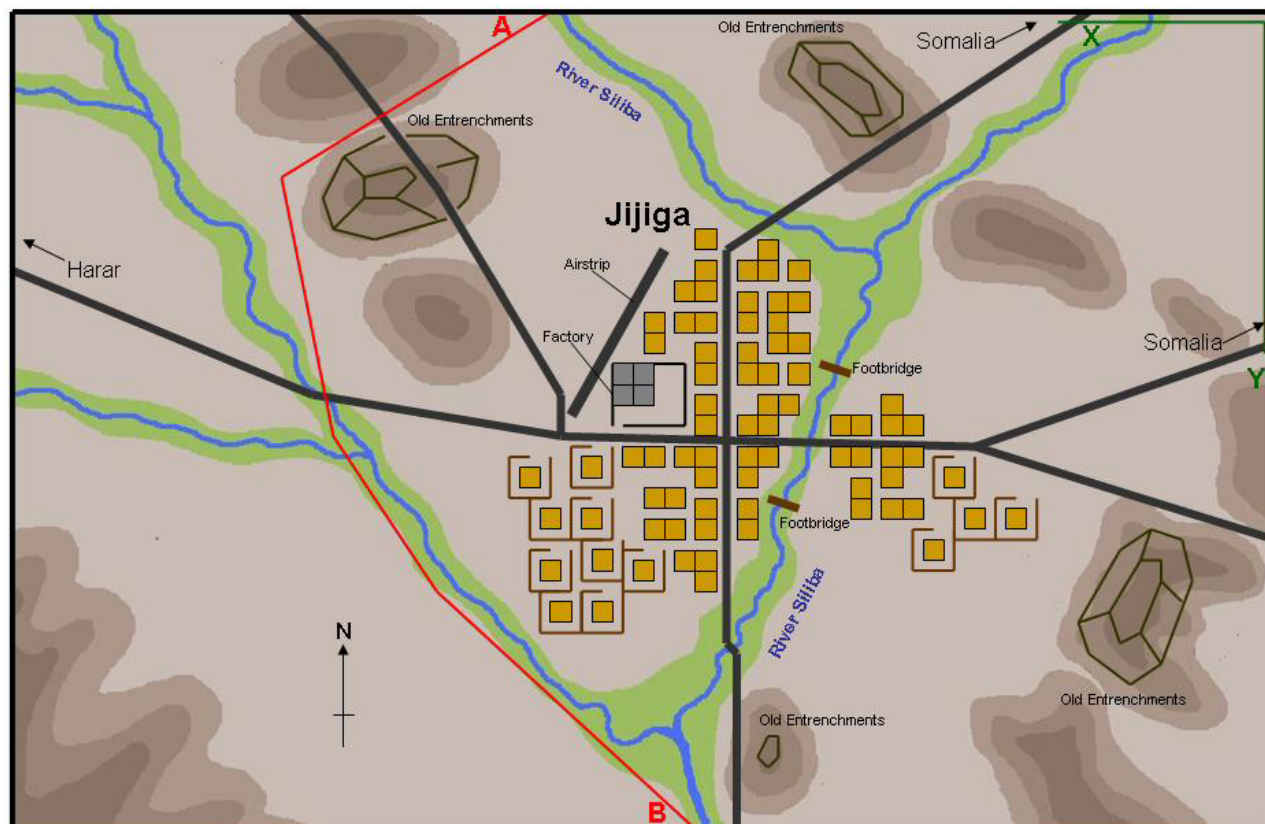 A
Old Entrenchments
Somalia
X
River Siliba
Old Entrenchments
Jijiga
Harar
Airstrip
Factory
Somalia
Footbridge
Y
Footbridge
River Siliba
N
Old Entrenchments
Old Entrenchments
B